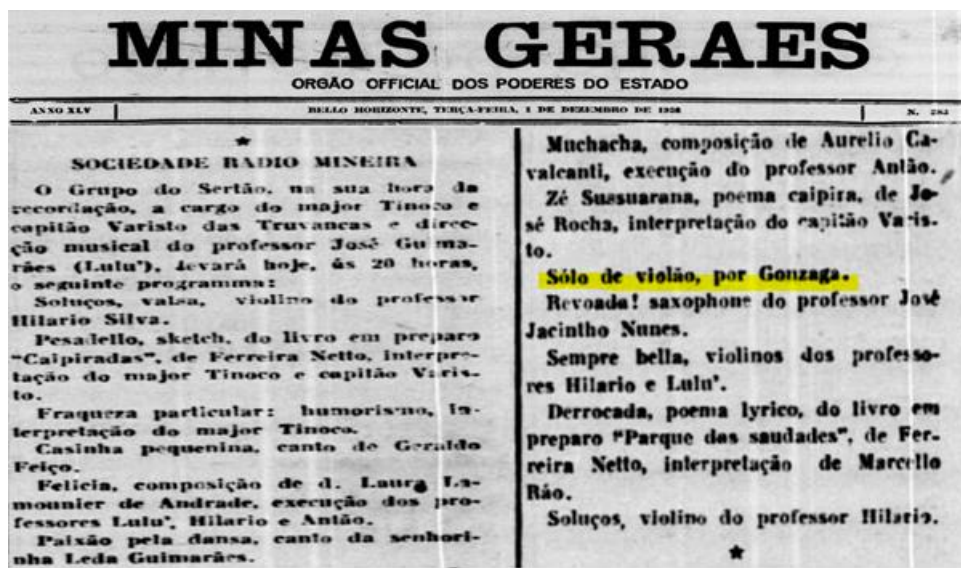 MINAS GERAES
ORGÃO OFFICIAL DOS PODERES DO ESTADO
ANNO XLV
BELLO HORIZONTE, TERÇA-FEIRA, 1 DE DEZEMBRO DE 1936
N. 283
SOCIEDADE RADIO MINEIRA
O Grupo do Sertão, na sua hora da
recordação, a cargo do major Tinoco e
capitão Varisto das Truvancas e direc-
ção musical do professor José Guima-
rães (Lulu'), levará hoje, ás 20 horas,
o seguinte programma:
Soluços, valsa, violino do professor
Hilario Silva.
Pesadello, sketch, do livro em preparo
"Caipiradas", de Ferreira Netto, interpre-
tação do major Tinoco e capitão Varis-
to.
Fraqueza particular: humorismo, in-
terpretação do major Tinoco.
Casinha pequenina, canto de Geraldo
Feiço.
Felicia, composição de d. Laura La-
mounier de Andrade, execução dos pro-
fessores Lulu', Hilario e Antão.
Paixão pela dansa, canto da senhori-
nha Leda Guimarães.
Muchacha, composição de Aurelio Ca-
valcanti, execução do professor Antão.
Zé Sussuarana, poema caipira, de Jo-
sé Rocha, interpretação do capitão Varis-
to.
Sólo de violão, por Gonzaga.
Revoada! saxophone do professor José
Jacintho Nunes.
Sempre bella, violinos dos professo-
res Hilario e Lulu'.
Derrocada, poema lyrico, do livro em
preparo "Parque das saudades", de Fer-
reira Netto, interpretação de Marcello
Ráo.
Soluços, violino do professor Hilario.